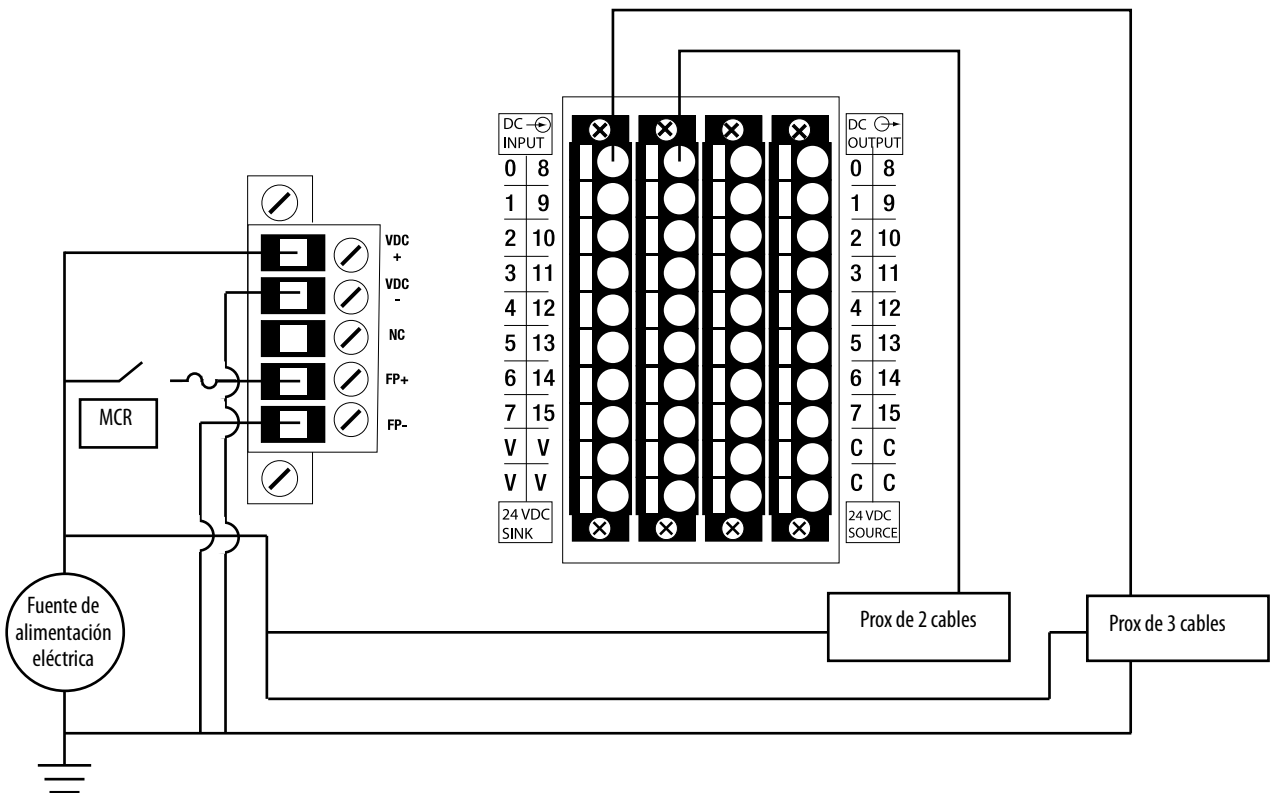 DC
INPUT
0 8
1 9
2 10
3 11
4 12
5 13
6 14
7 15
V V
V V
24 VDC
SINK
DC
OUTPUT
0 8
1 9
2 10
3 11
4 12
5 13
6 14
7 15
C C
C C
24 VDC
SOURCE
VDC
+
VDC
-
NC
FP+
FP-
MCR
Fuente de
alimentación
eléctrica
Prox de 2 cables
Prox de 3 cables